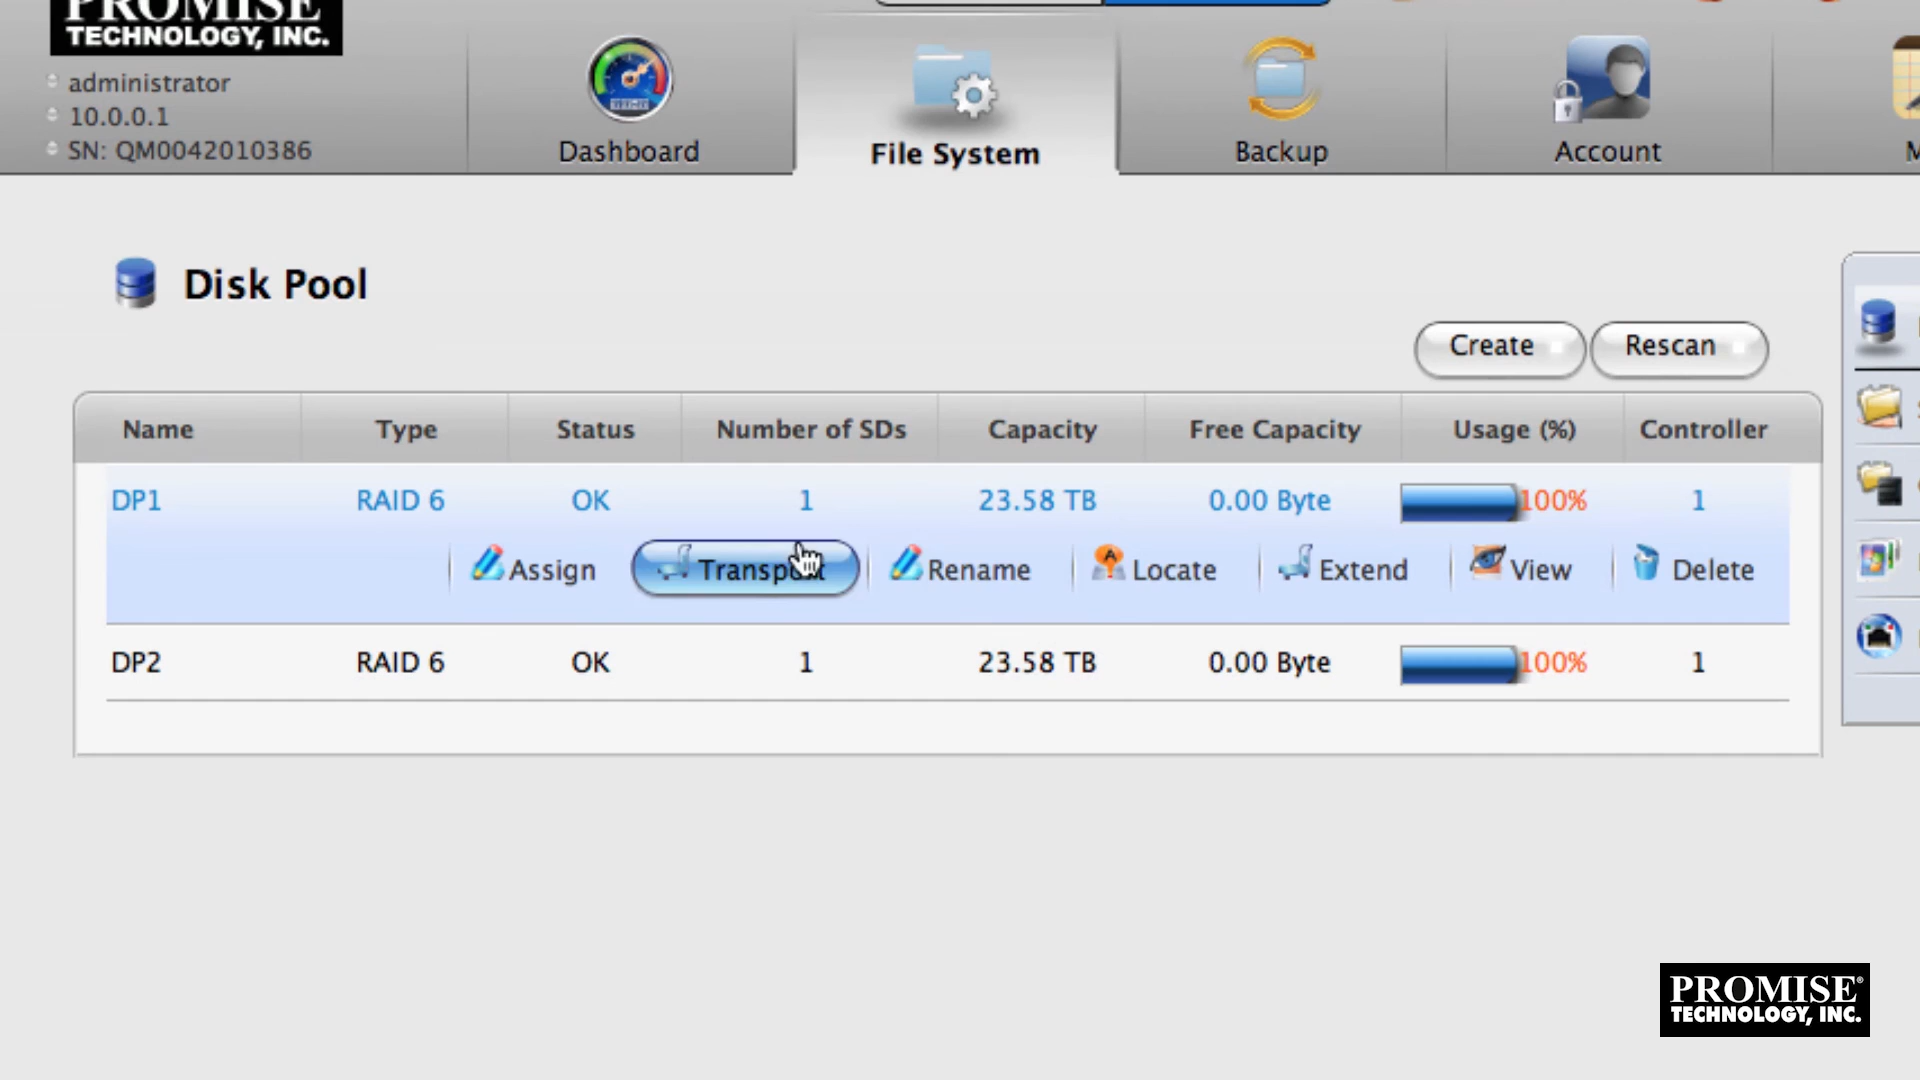 PROMISE
TECHNOLOGY, INC.
administrator
10.0.0.1
SN: QM0042010386
Dashboard
File System
Backup
Account
Disk Pool
Create
Rescan
Name Type Status Number of SDs Capacity Free Capacity Usage (%) Controller
DP1 RAID 6 OK 1 23.58 TB 0.00 Byte 100% 1
Assign Transport Rename Locate Extend View Delete
DP2 RAID 6 OK 1 23.58 TB 0.00 Byte 100% 1
PROMISE®
TECHNOLOGY, INC.